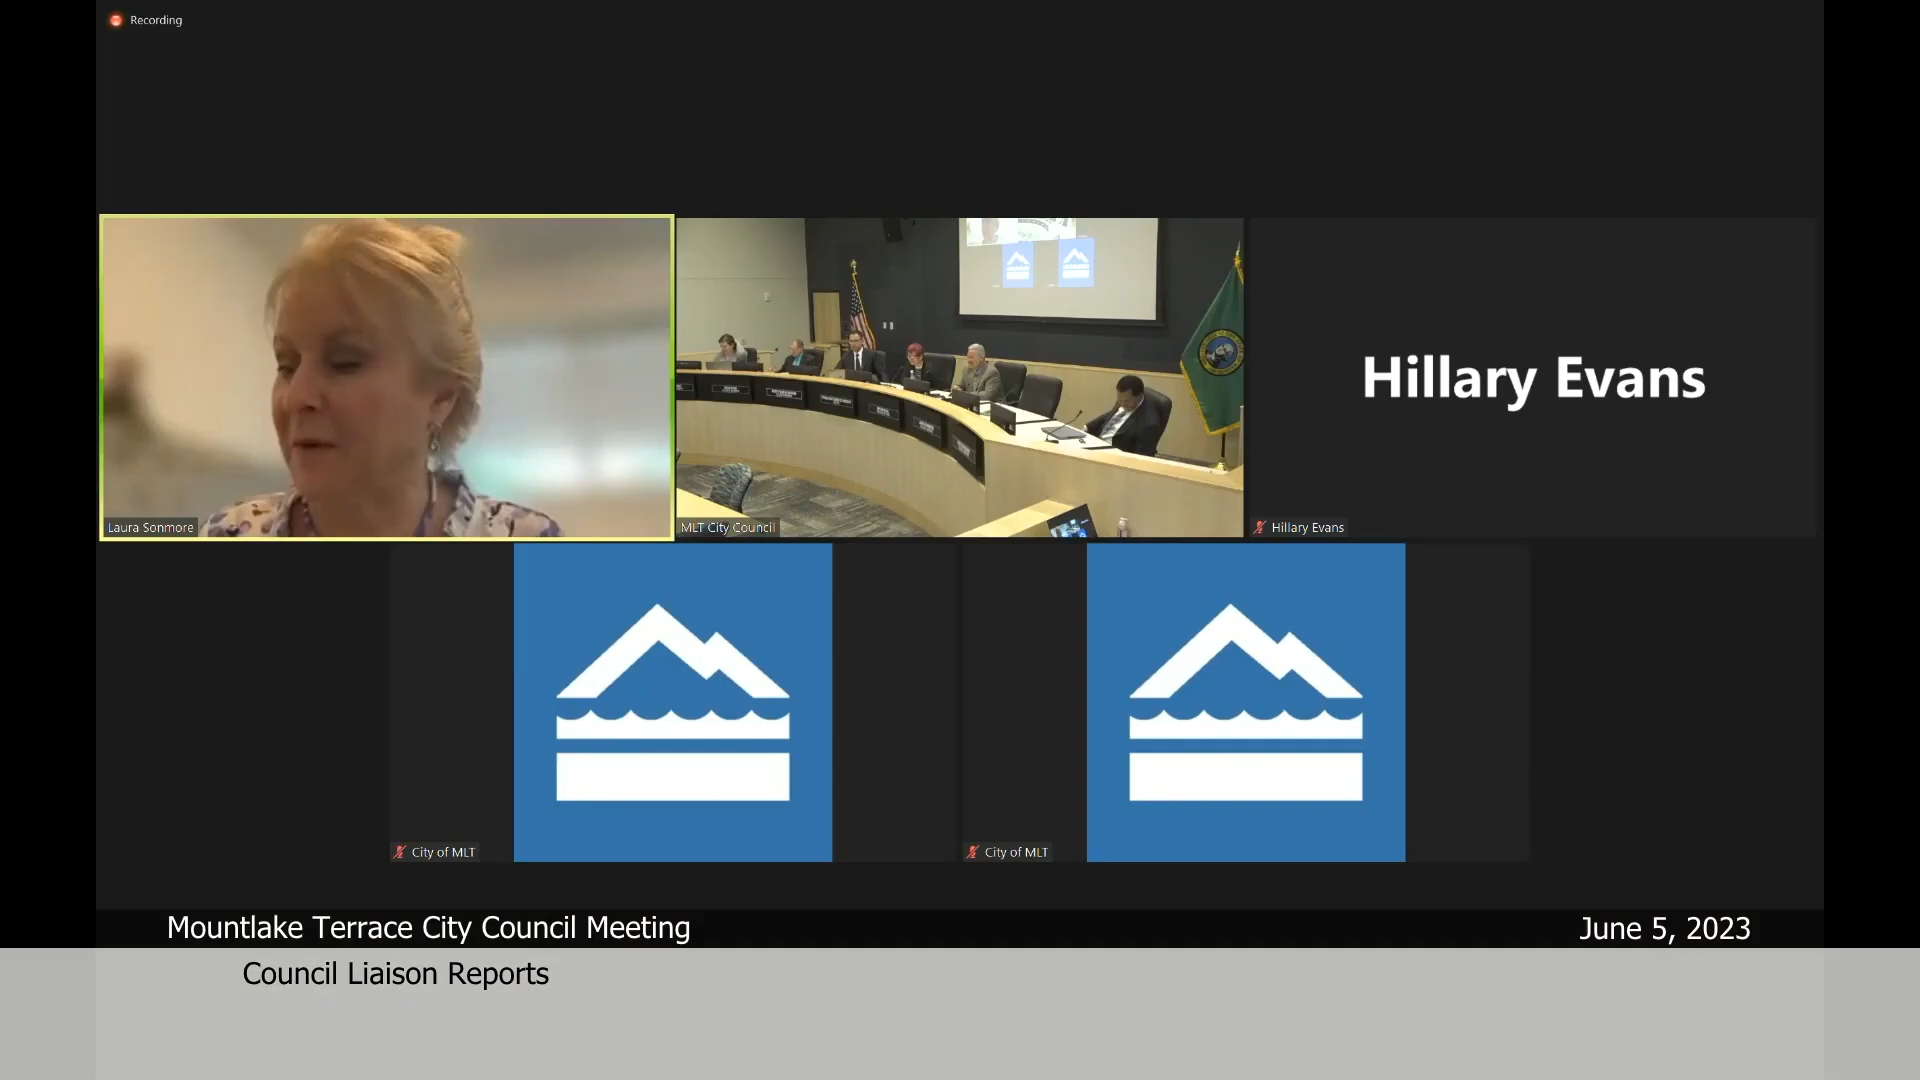 Recording
Laura Sonmore
MLT City Council
Hillary Evans
Hillary Evans
City of MLT
City of MLT
Mountlake Terrace City Council Meeting
June 5, 2023
Council Liaison Reports